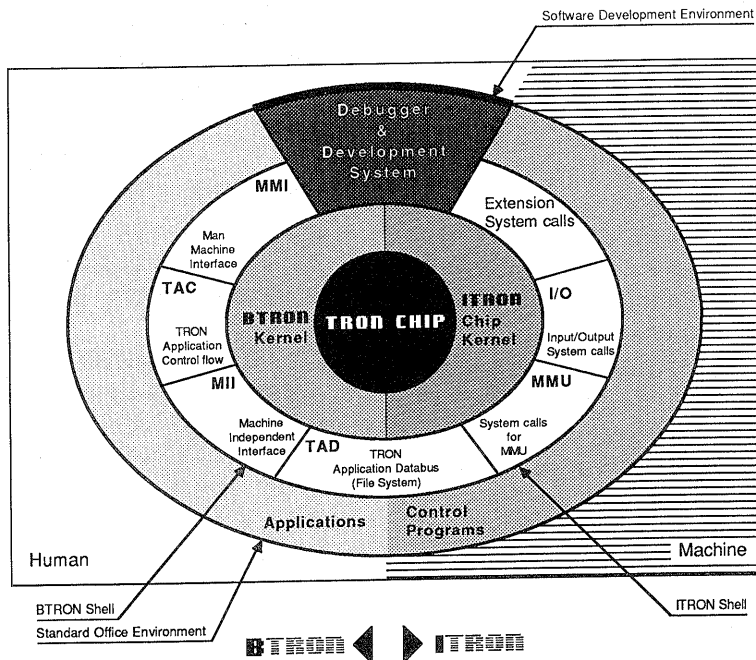 Software Development Environment
Debugger
&
Development
System
MMI
Man
Machine
Interface
Extension
System calls
TAC
TRON
Application
Control flow
I/O
Input/Output
System calls
BTRON
Kernel
TRON CHIP
ITRON
Chip
Kernel
MII
Machine
Independent
Interface
MMU
System calls
for
MMU
TAD
TRON
Application Databus
(File System)
Applications
Control
Programs
Human
Machine
BTRON Shell
Standard Office Environment
ITRON Shell
BTRON
ITRON